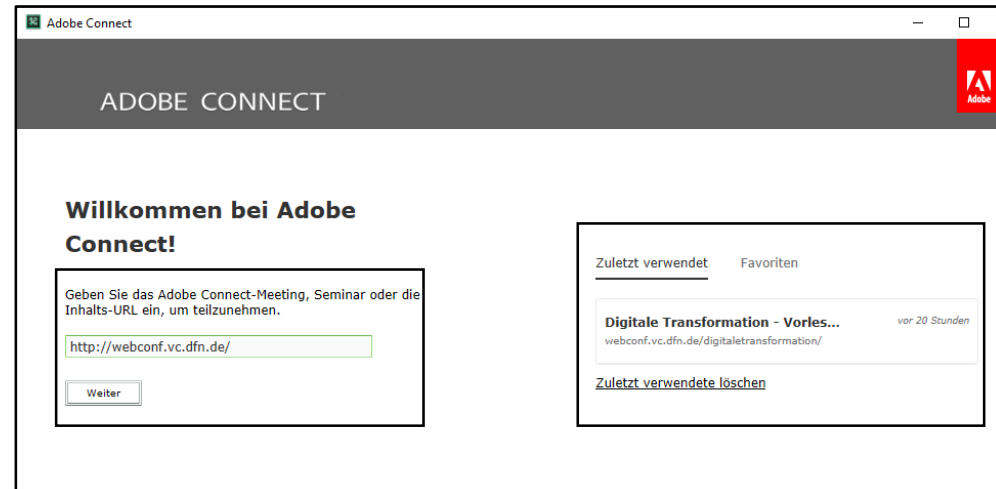 Adobe Connect
ADOBE CONNECT
Adobe
Willkommen bei Adobe
Connect!
Geben Sie das Adobe Connect-Meeting, Seminar oder die
Inhalts-URL ein, um teilzunehmen.
http://webconf.vc.dfn.de/
Weiter
Zuletzt verwendet Favoriten
Digitale Transformation - Vorles... vor 20 Stunden
webconf.vc.dfn.de/digitaletransformation/
Zuletzt verwendete löschen